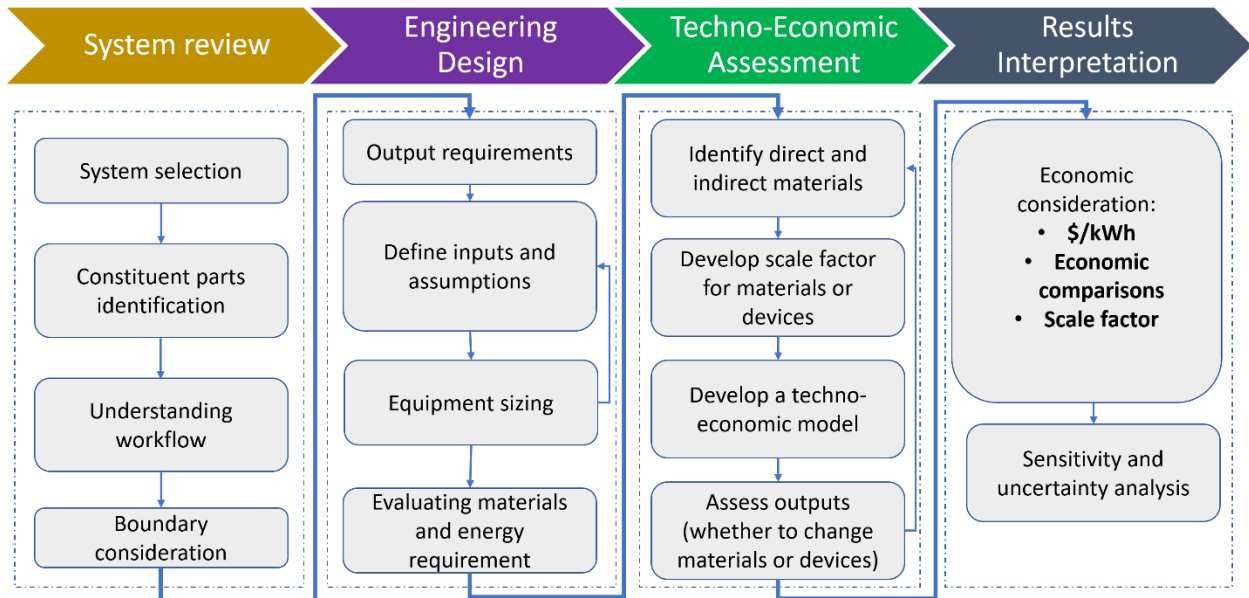 System review
Engineering
Design
Techno-Economic
Assessment
Results
Interpretation
System selection
Constituent parts
identification
Understanding
workflow
Boundary
consideration
Output requirements
Define inputs and
assumptions
Equipment sizing
Evaluating materials
and energy
requirement
Identify direct and
indirect materials
Develop scale factor
for materials or
devices
Develop a techno-
economic model
Assess outputs
(whether to change
materials or devices)
Economic
consideration:
• $/kWh
• Economic
comparisons
• Scale factor
Sensitivity and
uncertainty analysis